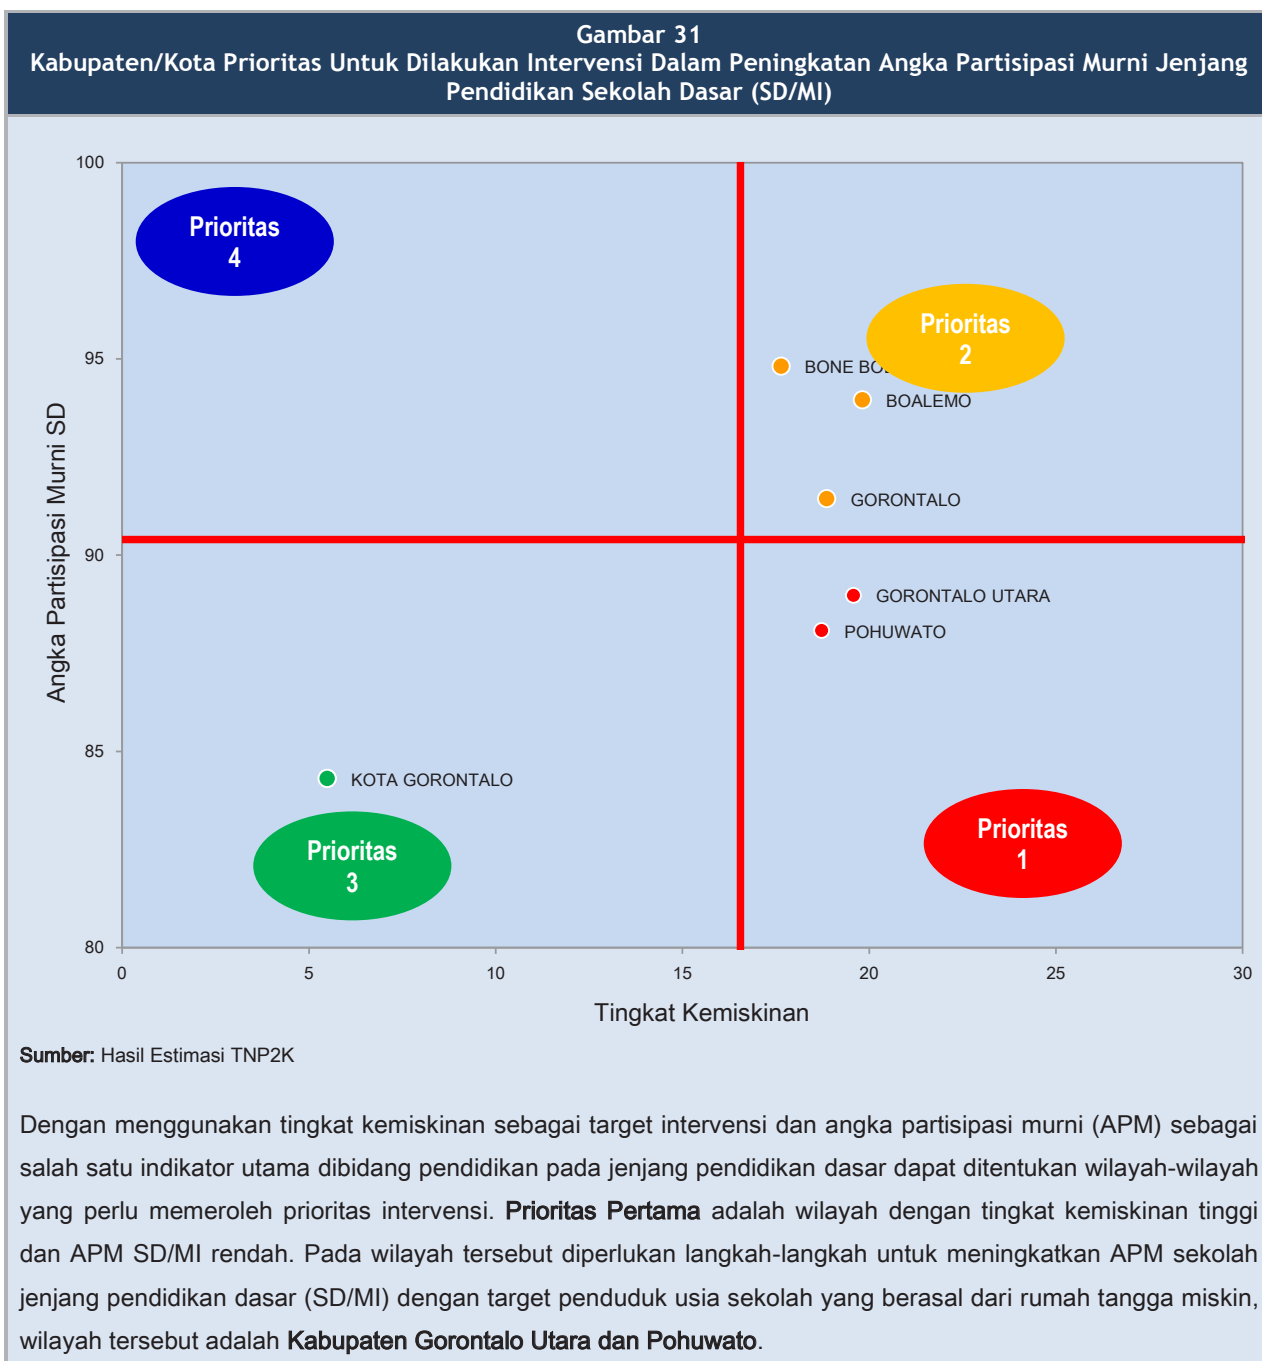 Gambar 31
Kabupaten/Kota Prioritas Untuk Dilakukan Intervensi Dalam Peningkatan Angka Partisipasi Murni Jenjang
Pendidikan Sekolah Dasar (SD/MI)
100
95
90
85
80
Angka Partisipasi Murni SD
Prioritas
4
Prioritas
2
BONE
BOALEMO
GORONTALO
GORONTALO UTARA
POHUWATO
KOTA GORONTALO
Prioritas
3
Prioritas
1
0 5 10 15 20 25 30
Tingkat Kemiskinan
Sumber: Hasil Estimasi TNP2K
Dengan menggunakan tingkat kemiskinan sebagai target intervensi dan angka partisipasi murni (APM) sebagai
salah satu indikator utama dibidang pendidikan pada jenjang pendidikan dasar dapat ditentukan wilayah-wilayah
yang perlu memeroleh prioritas intervensi. Prioritas Pertama adalah wilayah dengan tingkat kemiskinan tinggi
dan APM SD/MI rendah. Pada wilayah tersebut diperlukan langkah-langkah untuk meningkatkan APM sekolah
jenjang pendidikan dasar (SD/MI) dengan target penduduk usia sekolah yang berasal dari rumah tangga miskin,
wilayah tersebut adalah Kabupaten Gorontalo Utara dan Pohuwato.